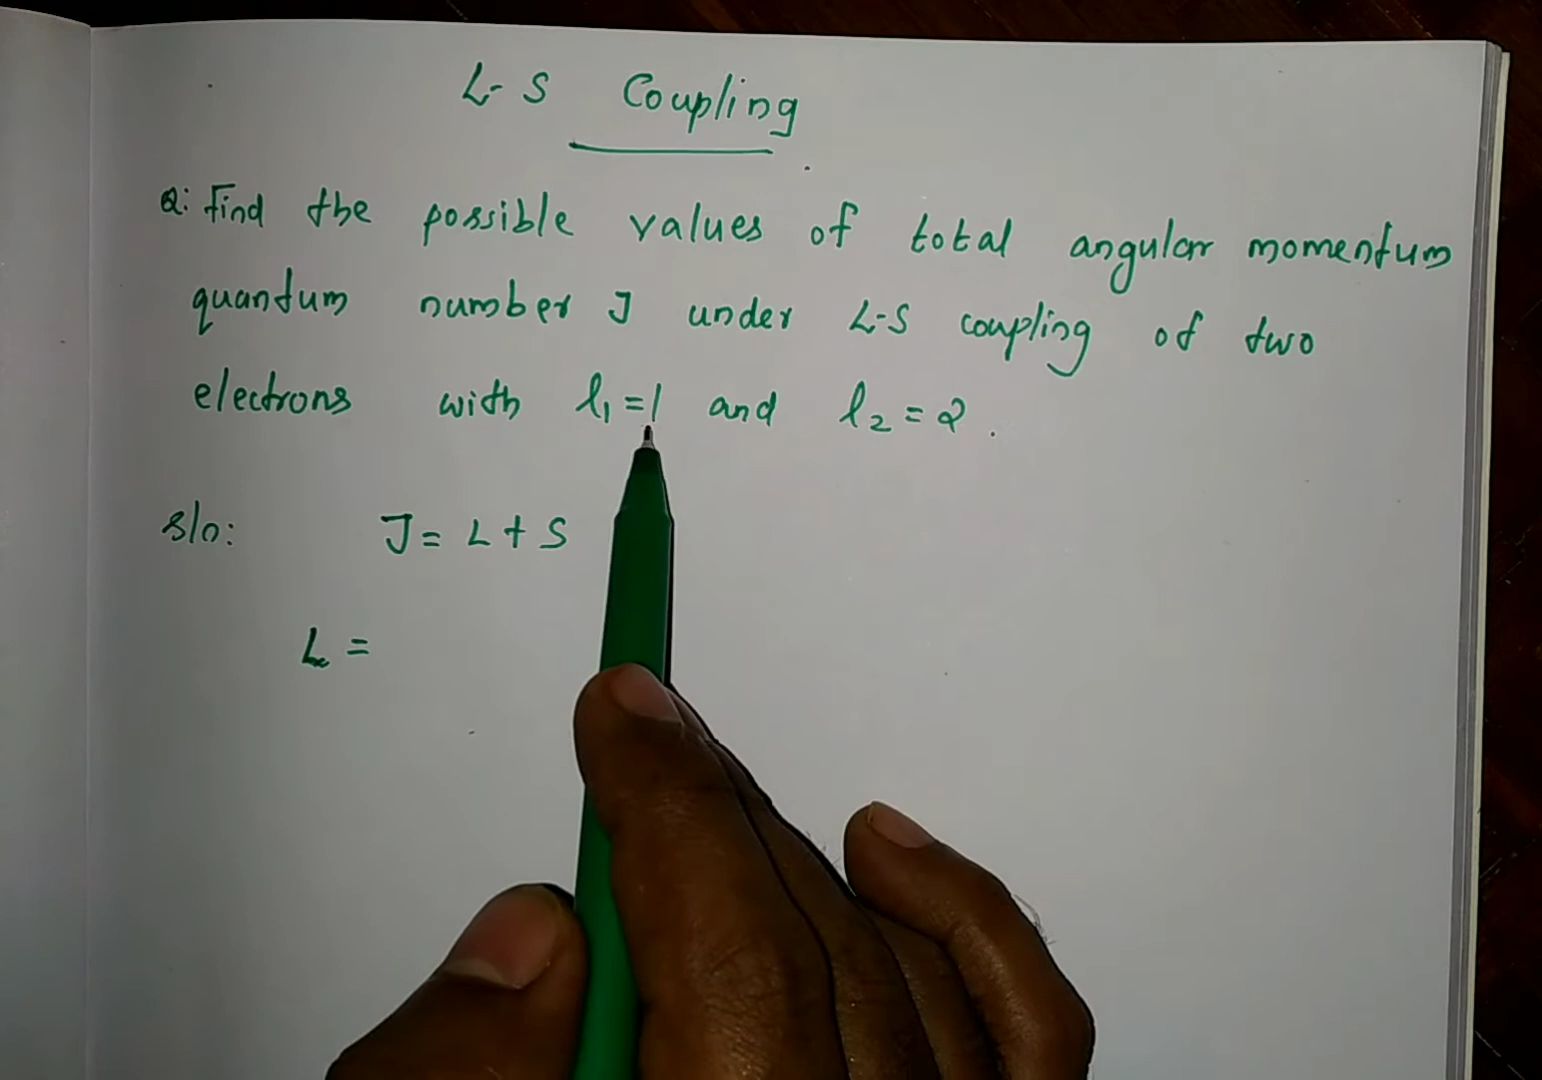 L-S Coupling
Q: Find the possible values of total angular momentum
quantum number J under L-S coupling of two
electrons with l₁=1 and l₂=2.
slo: J= L+S
L =